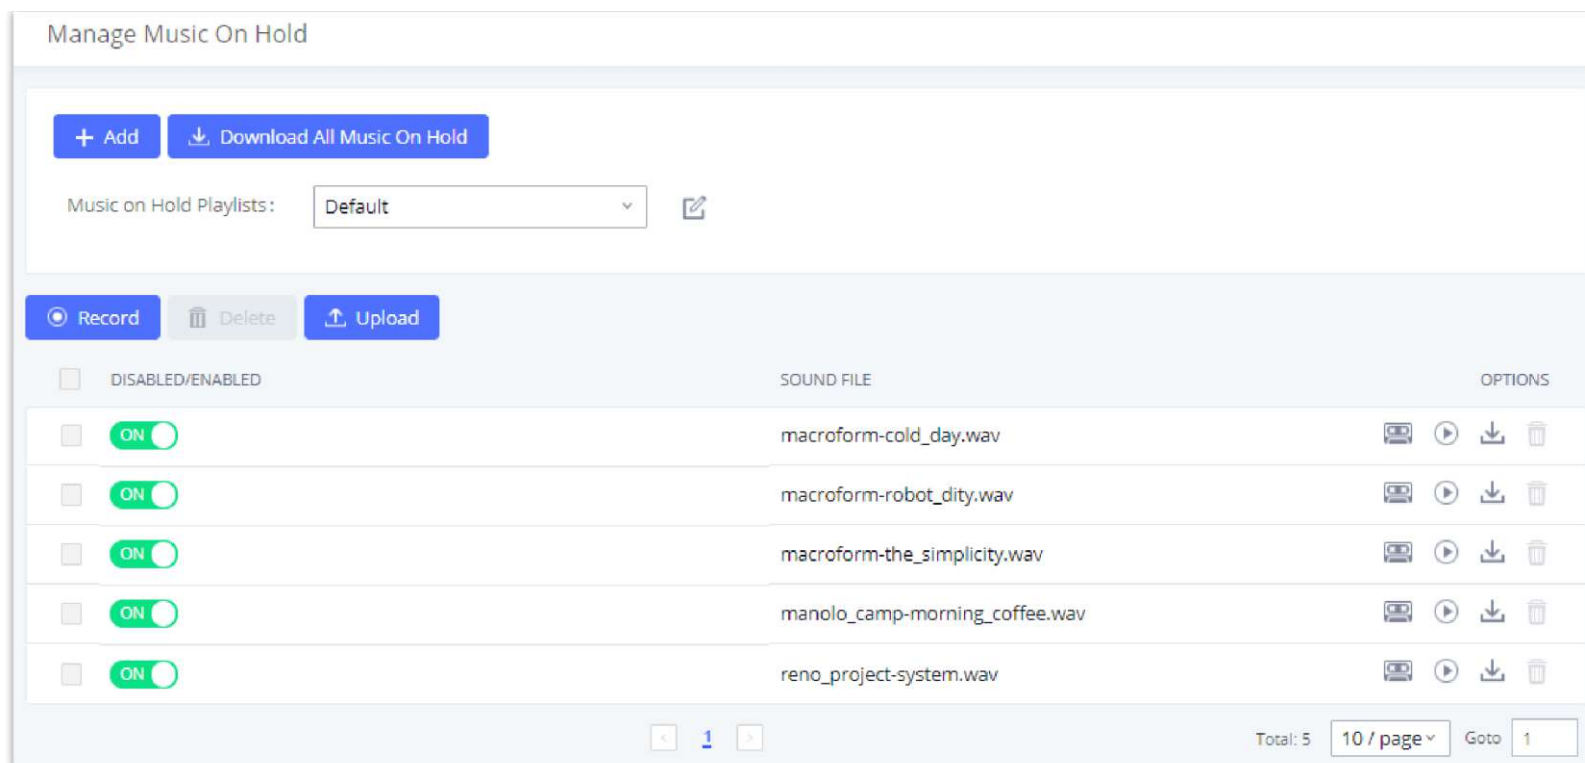 Manage Music On Hold
+ Add Download All Music On Hold
Music on Hold Playlists: Default
Record Delete Upload
DISABLED/ENABLED SOUND FILE OPTIONS
ON macroform-cold_day.wav
ON macroform-robot_dity.wav
ON macroform-the_simplicity.wav
ON manolo_camp-morning_coffee.wav
ON reno_project-system.wav
< 1 > Total: 5 10 / page Goto 1